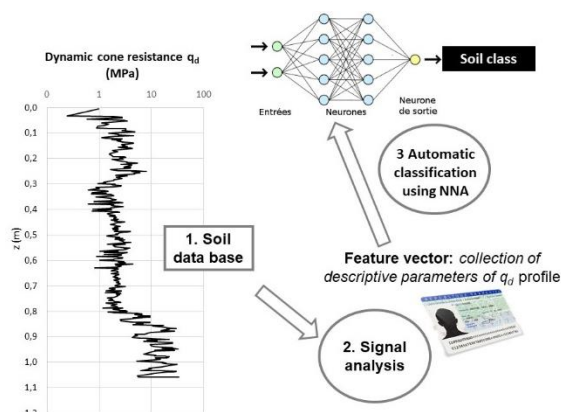 Dynamic cone resistance qd
(MPa)
0 1 10 100
0,0
0,1
0,2
0,3
0,4
0,5
0,6
0,7
0,8
0,9
1,0
1,1
z (m)
Soil class
Entrées
Neurones
Neurone
de sortie
3 Automatic
classification
using NNA
1. Soil
data base
Feature vector: collection of
descriptive parameters of qd profile
2. Signal
analysis